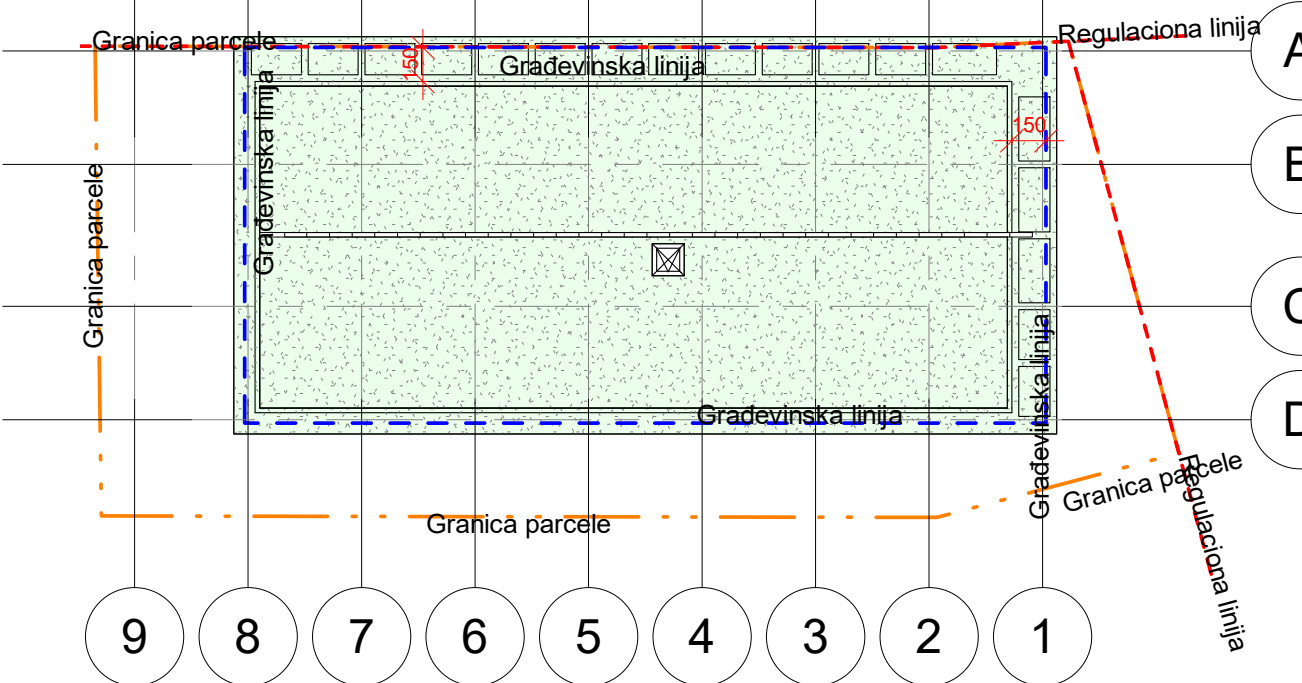 Granica parcele
Regulaciona linija
A
Građevinska linija
150
Građevinska linija
150
B
Granica parcele
C
Građevinska linija
Građevinska linija
D
Granica parcele
Regulaciona linija
Granica parcele
9
8
7
6
5
4
3
2
1